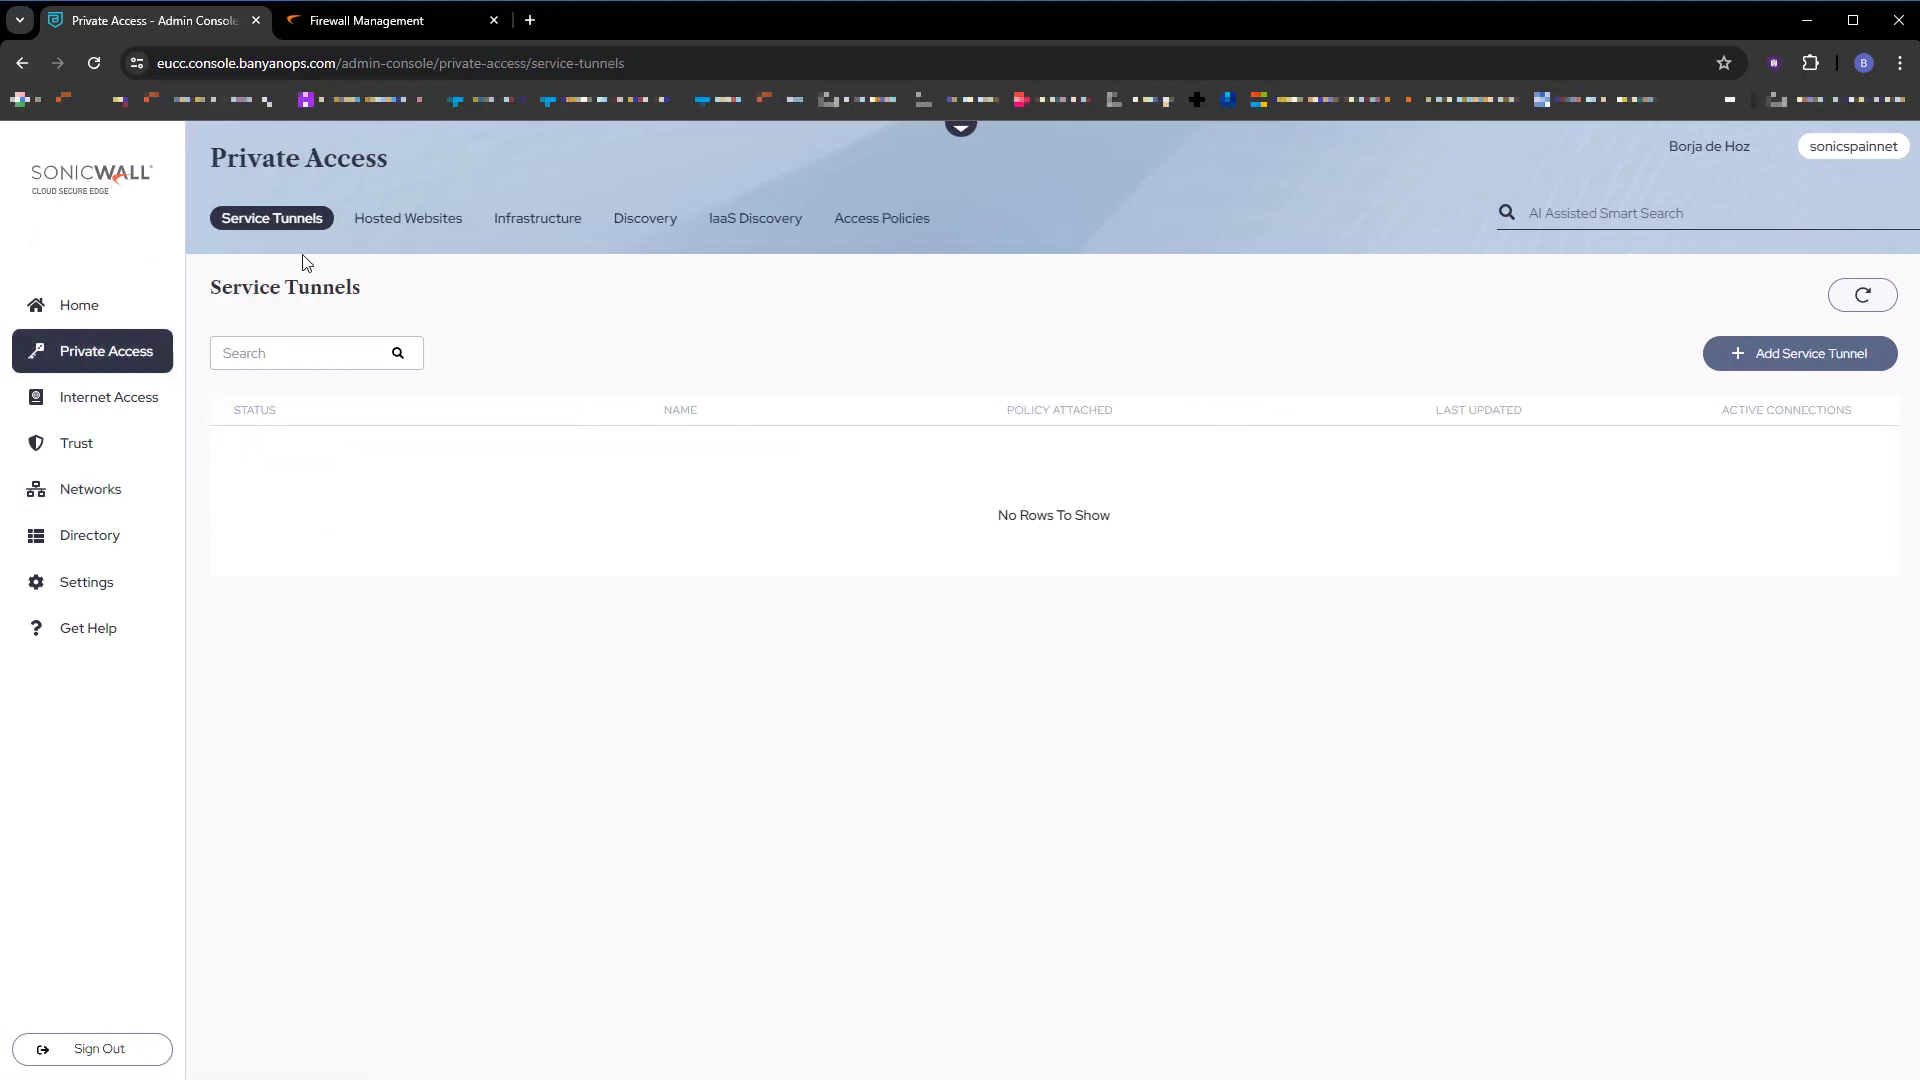 Private Access - Admin Console
Firewall Management
eucc.console.banyanops.com/admin-console/private-access/service-tunnels
B
SONICWALL
CLOUD SECURE EDGE
Private Access
Borja de Hoz
sonicspainnet
Service Tunnels
Hosted Websites
Infrastructure
Discovery
IaaS Discovery
Access Policies
AI Assisted Smart Search
Home
Private Access
Internet Access
Trust
Networks
Directory
Settings
Get Help
Sign Out
Service Tunnels
Search
Add Service Tunnel
STATUS
NAME
POLICY ATTACHED
LAST UPDATED
ACTIVE CONNECTIONS
No Rows To Show